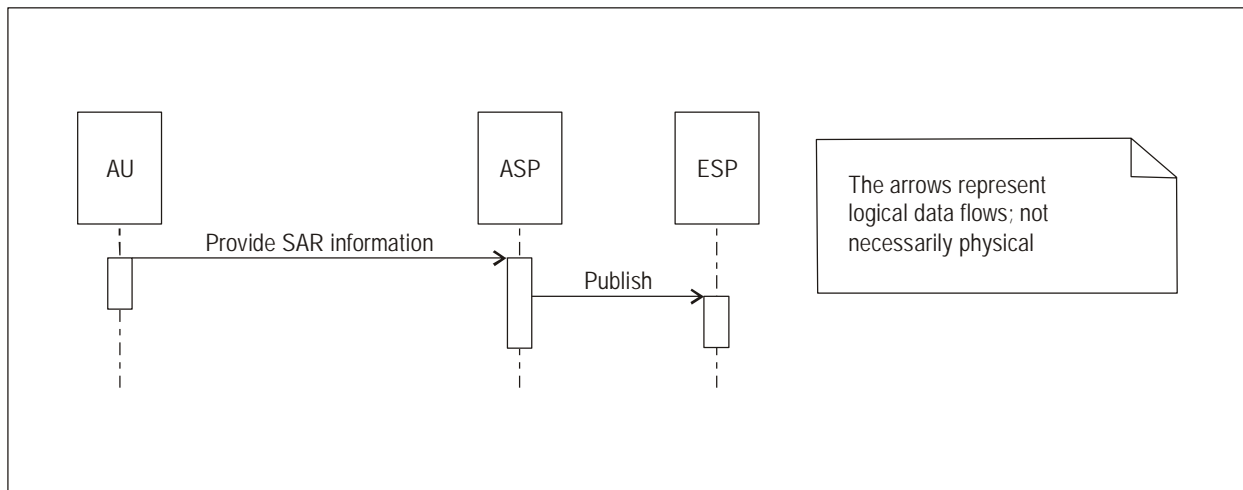 AU
ASP
ESP
The arrows represent
logical data flows; not
necessarily physical
Provide SAR information
Publish